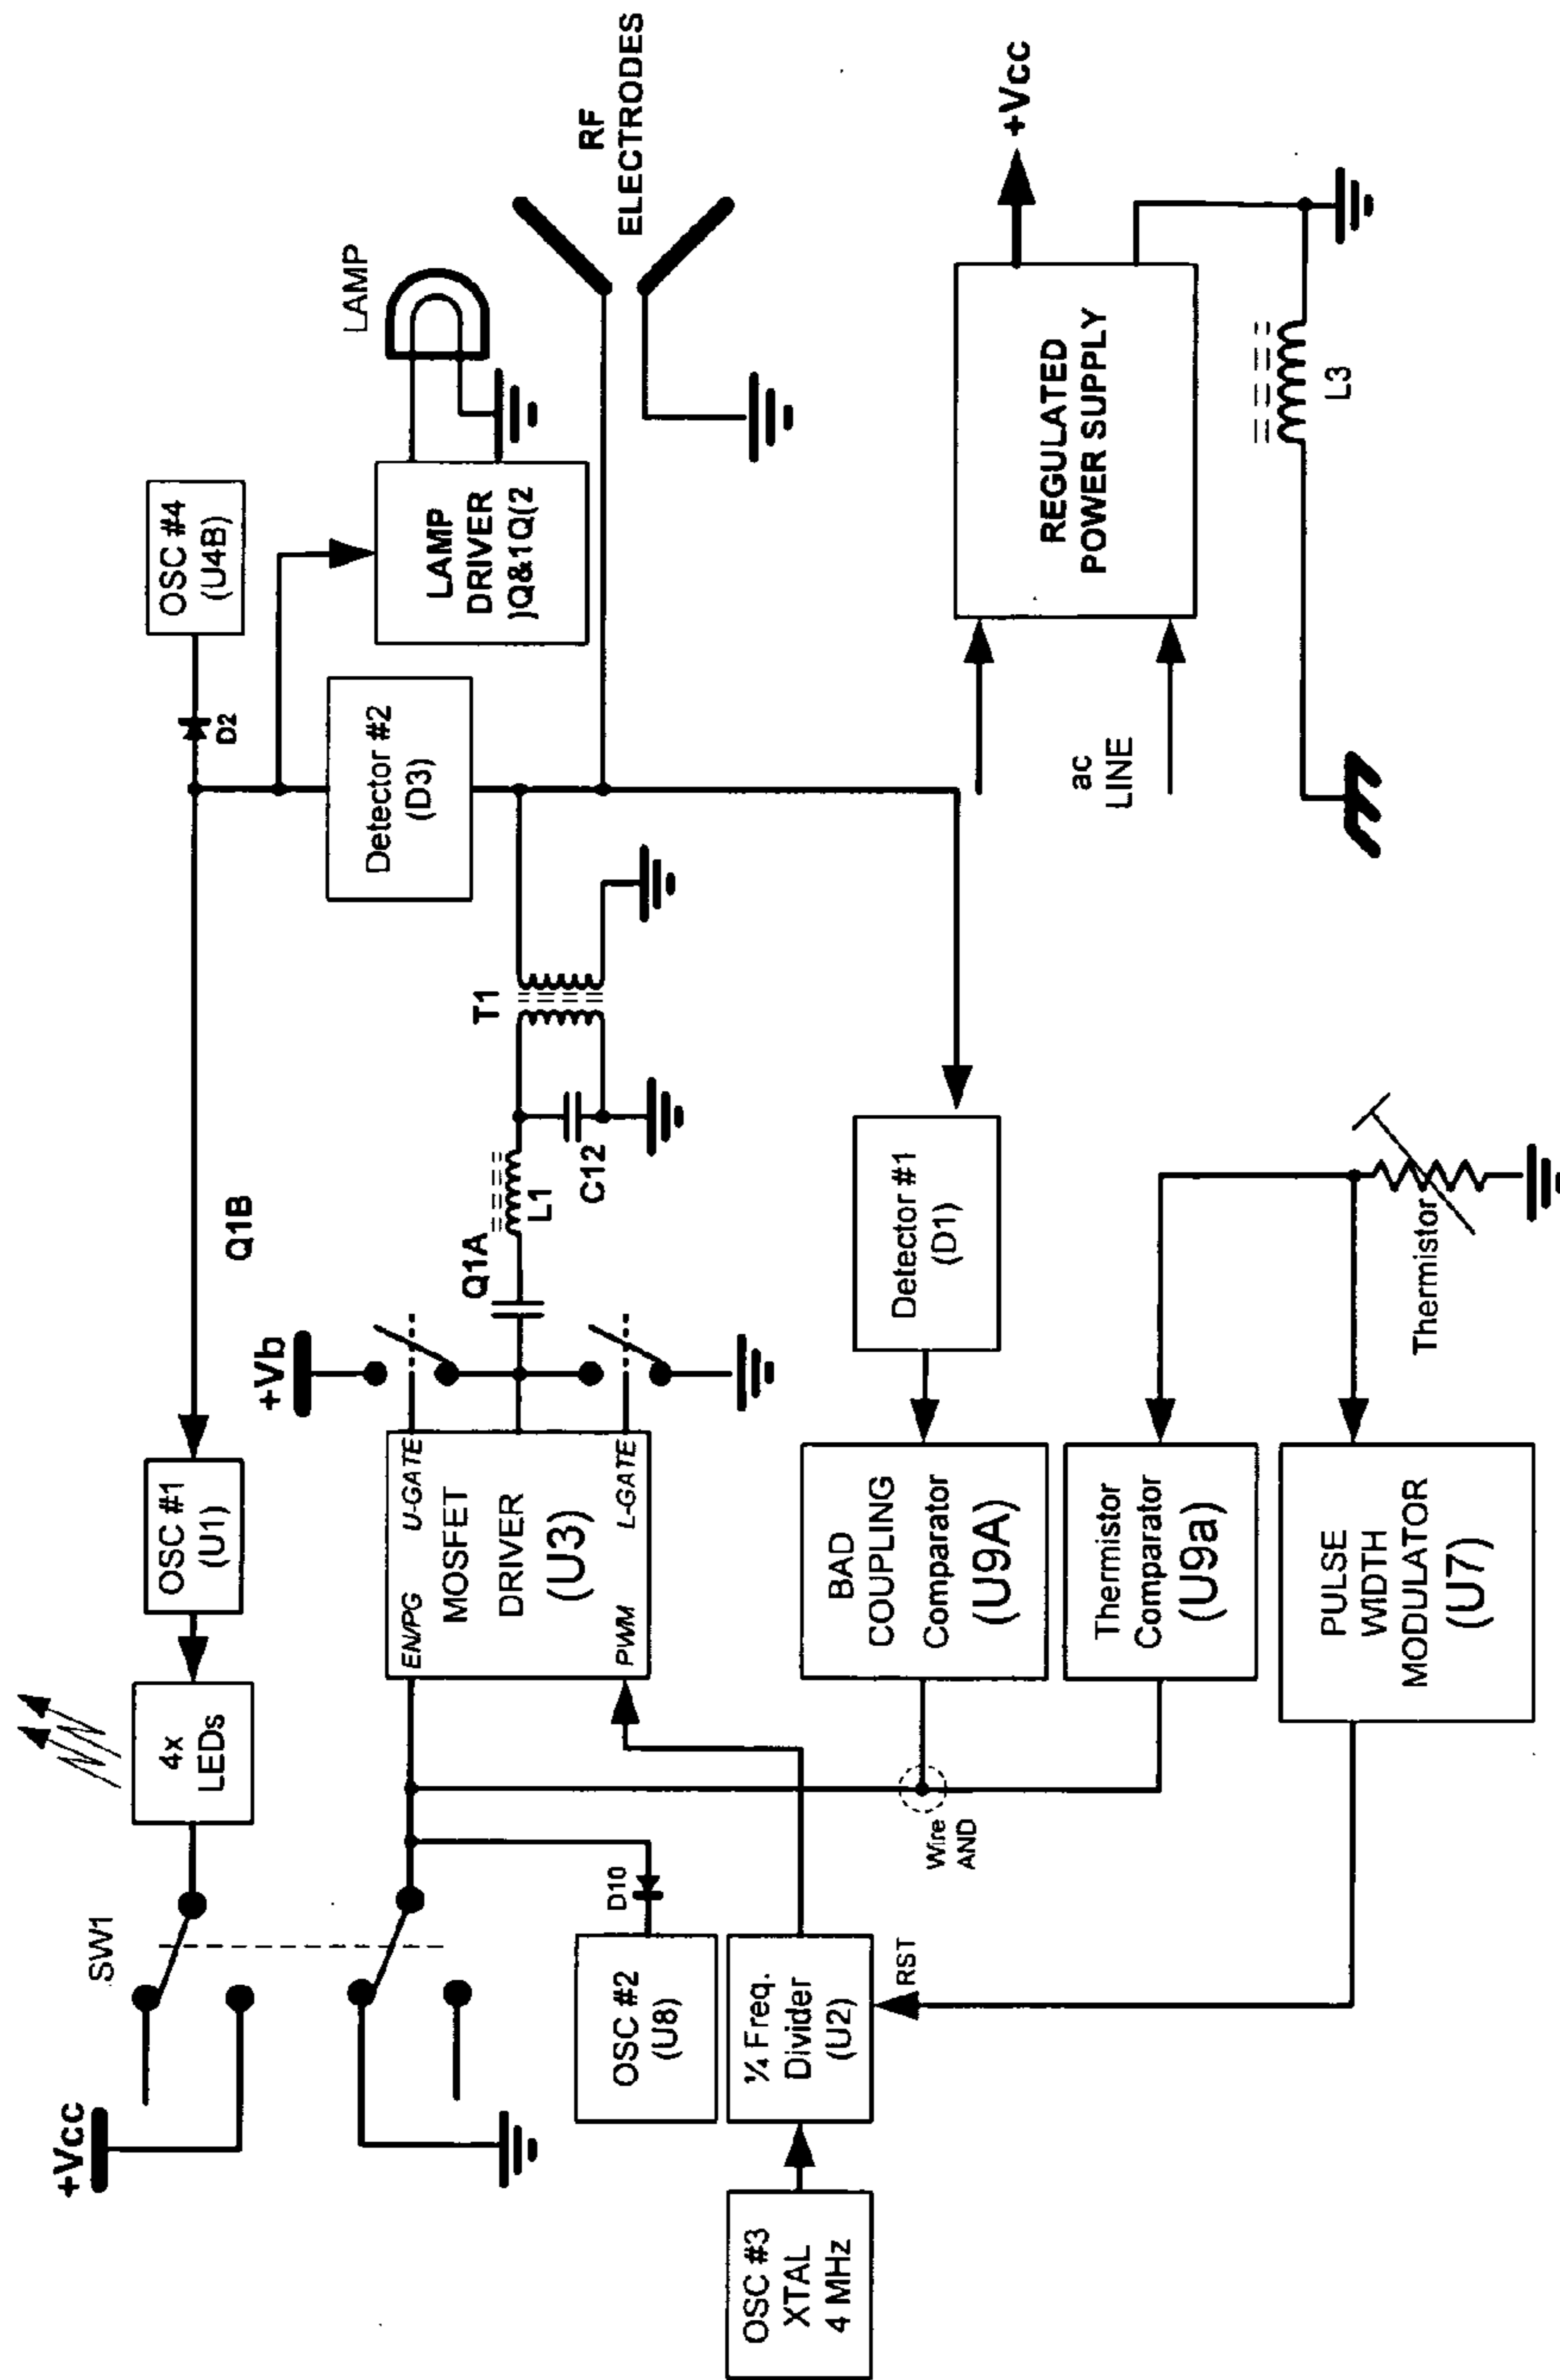 +Vcc
SW1
4x
LEDs
OSC #1
(U1)
Q1B
D2
OSC #4
(U4B)
LAMP
LAMP
DRIVER
)Q&1Q(2
RF
ELECTRODES
Detector #2
(D3)
T1
C12
L1
Q1A
+Vb
EN/PG
U-GATE
MOSFET
DRIVER
(U3)
PWM
L-GATE
D10
OSC #2
(U8)
¼ Freq.
Divider
(U2)
RST
OSC #3
XTAL
4 MHz
Wire
AND
BAD
COUPLING
Comparator
(U9A)
Detector #1
(D1)
Thermistor
Comparator
(U9a)
PULSE
WIDTH
MODULATOR
(U7)
Thermistor
ac
LINE
REGULATED
POWER SUPPLY
+Vcc
L3